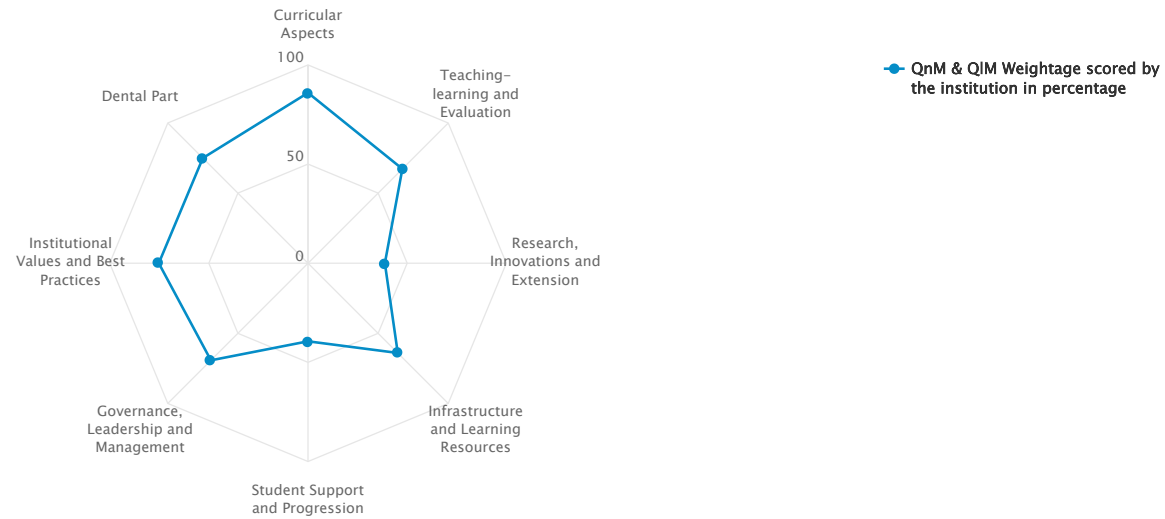 Curricular
Aspects
100
Teaching–
learning and
Evaluation
QnM & QlM Weightage scored by
the institution in percentage
Dental Part
50
Institutional
Values and Best
Practices
0
Research,
Innovations and
Extension
Governance,
Leadership and
Management
Infrastructure
and Learning
Resources
Student Support
and Progression